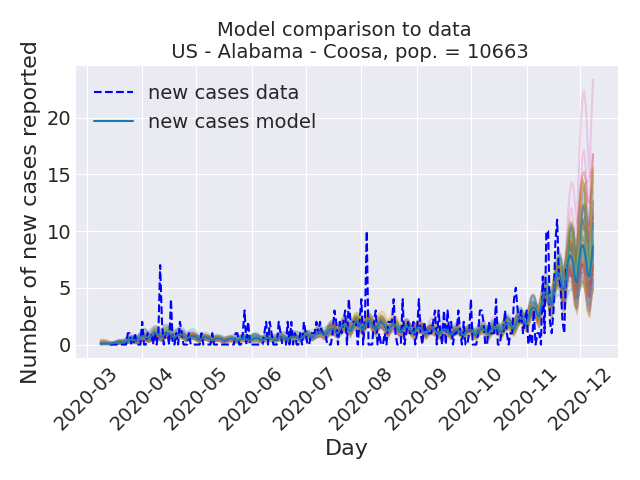 Model comparison to data
US - Alabama - Coosa, pop. = 10663
new cases data
new cases model
Number of new cases reported
20
15
10
5
0
2020-03
2020-04
2020-05
2020-06
2020-07
2020-08
2020-09
2020-10
2020-11
2020-12
Day